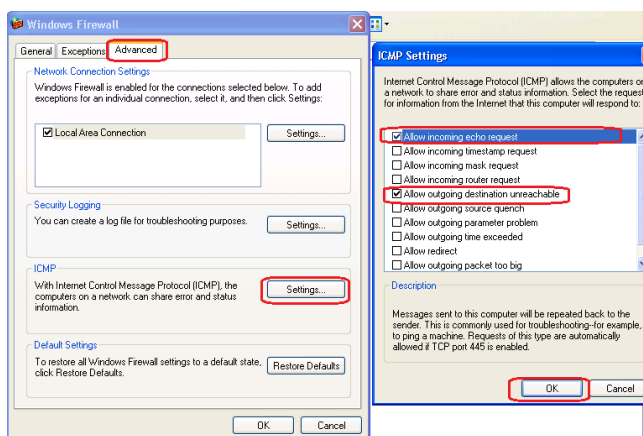 Windows Firewall
General
Exceptions
Advanced
Network Connection Settings
Windows Firewall is enabled for the connections selected
below. To add
exceptions for an individual connection, select it, and then click Settings:
Local Area Connection
Settings...
Security Logging
You can create a log file for troubleshooting purposes.
Settings...
ICMP
With Internet Control Message Protocol (ICMP), the
computers on a network can share error and status
information.
Settings...
Default Settings
To restore all Windows Firewall settings to a default state,
click Restore Defaults.
Restore Defaults
OK
Cancel
ICMP Settings
Internet Control Message Protocol (ICMP) allows the computers on
a network to share error and status information. Select the request
for information from the Internet that this computer will respond to:
Allow incoming echo request
Allow incoming timestamp request
Allow incoming mask request
Allow incoming router request
Allow outgoing destination unreachable
Allow outgoing source quench
Allow outgoing parameter problem
Allow outgoing time exceeded
Allow redirect
Allow outgoing packet too big
Description
Messages sent to this computer will be repeated back to the
sender. This is commonly used for troubleshooting-for example,
to ping a machine. Requests of this type are automatically
allowed if TCP port 445 is enabled.
OK
Cancel